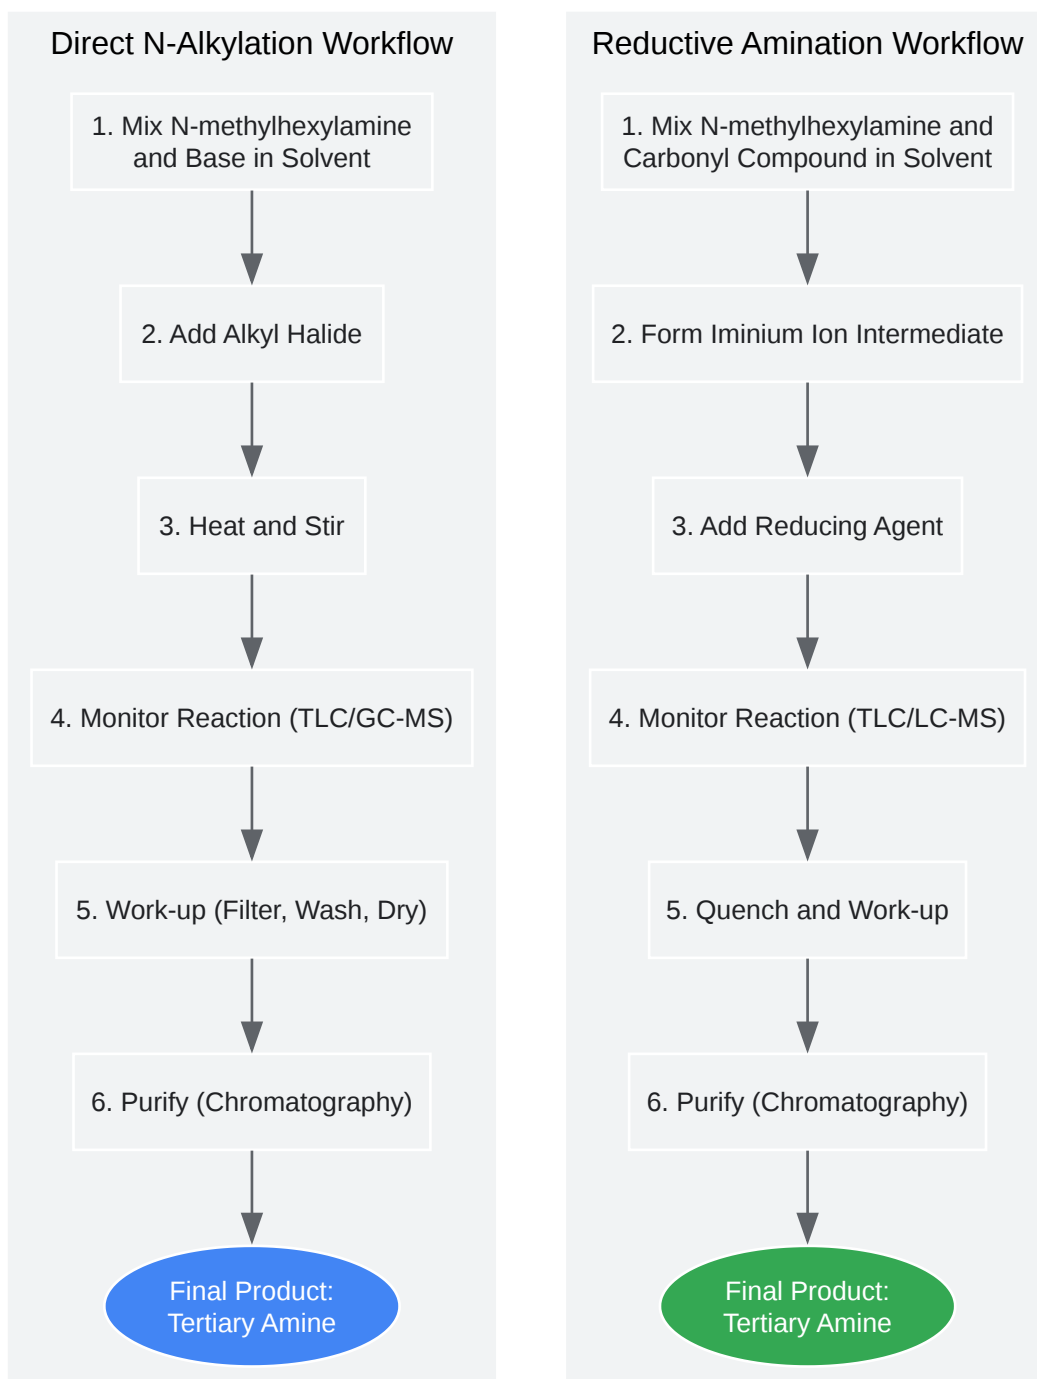 Direct N-Alkylation Workflow
1. Mix N-methylhexylamine
and Base in Solvent
2. Add Alkyl Halide
3. Heat and Stir
4. Monitor Reaction (TLC/GC-MS)
5. Work-up (Filter, Wash, Dry)
6. Purify (Chromatography)
Final Product:
Tertiary Amine
Reductive Amination Workflow
1. Mix N-methylhexylamine and
Carbonyl Compound in Solvent
2. Form Iminium Ion Intermediate
3. Add Reducing Agent
4. Monitor Reaction (TLC/LC-MS)
5. Quench and Work-up
6. Purify (Chromatography)
Final Product:
Tertiary Amine